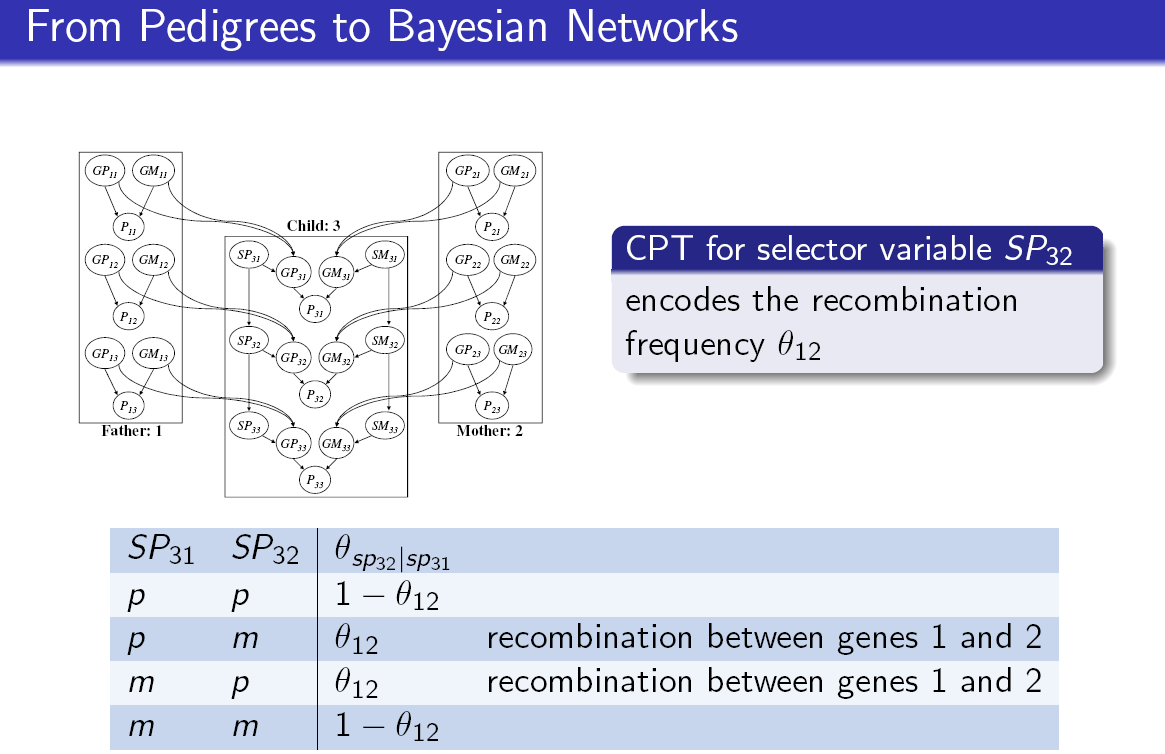 From Pedigrees to Bayesian Networks
GP₁₁ GM₁₁ GP₂₁ GM₂₁
P₁₁ P₂₁
Child: 3
GP₁₂ GM₁₂ SP₃₁ SM₃₁ GP₂₂ GM₂₂
GP₃₁ GM₃₁
P₃₁
P₁₂ P₂₂
GP₁₃ GM₁₃ SP₃₂ SM₃₂ GP₂₃ GM₂₃
GP₃₂ GM₃₂
P₃₂
P₁₃ P₂₃
Father: 1 SP₃₃ SM₃₃ Mother: 2
GP₃₃ GM₃₃
P₃₃
CPT for selector variable SP₃₂
encodes the recombination
frequency θ₁₂
SP₃₁ SP₃₂ θsp₃₂|sp₃₁
p p 1 − θ₁₂
p m θ₁₂ recombination between genes 1 and 2
m p θ₁₂ recombination between genes 1 and 2
m m 1 − θ₁₂